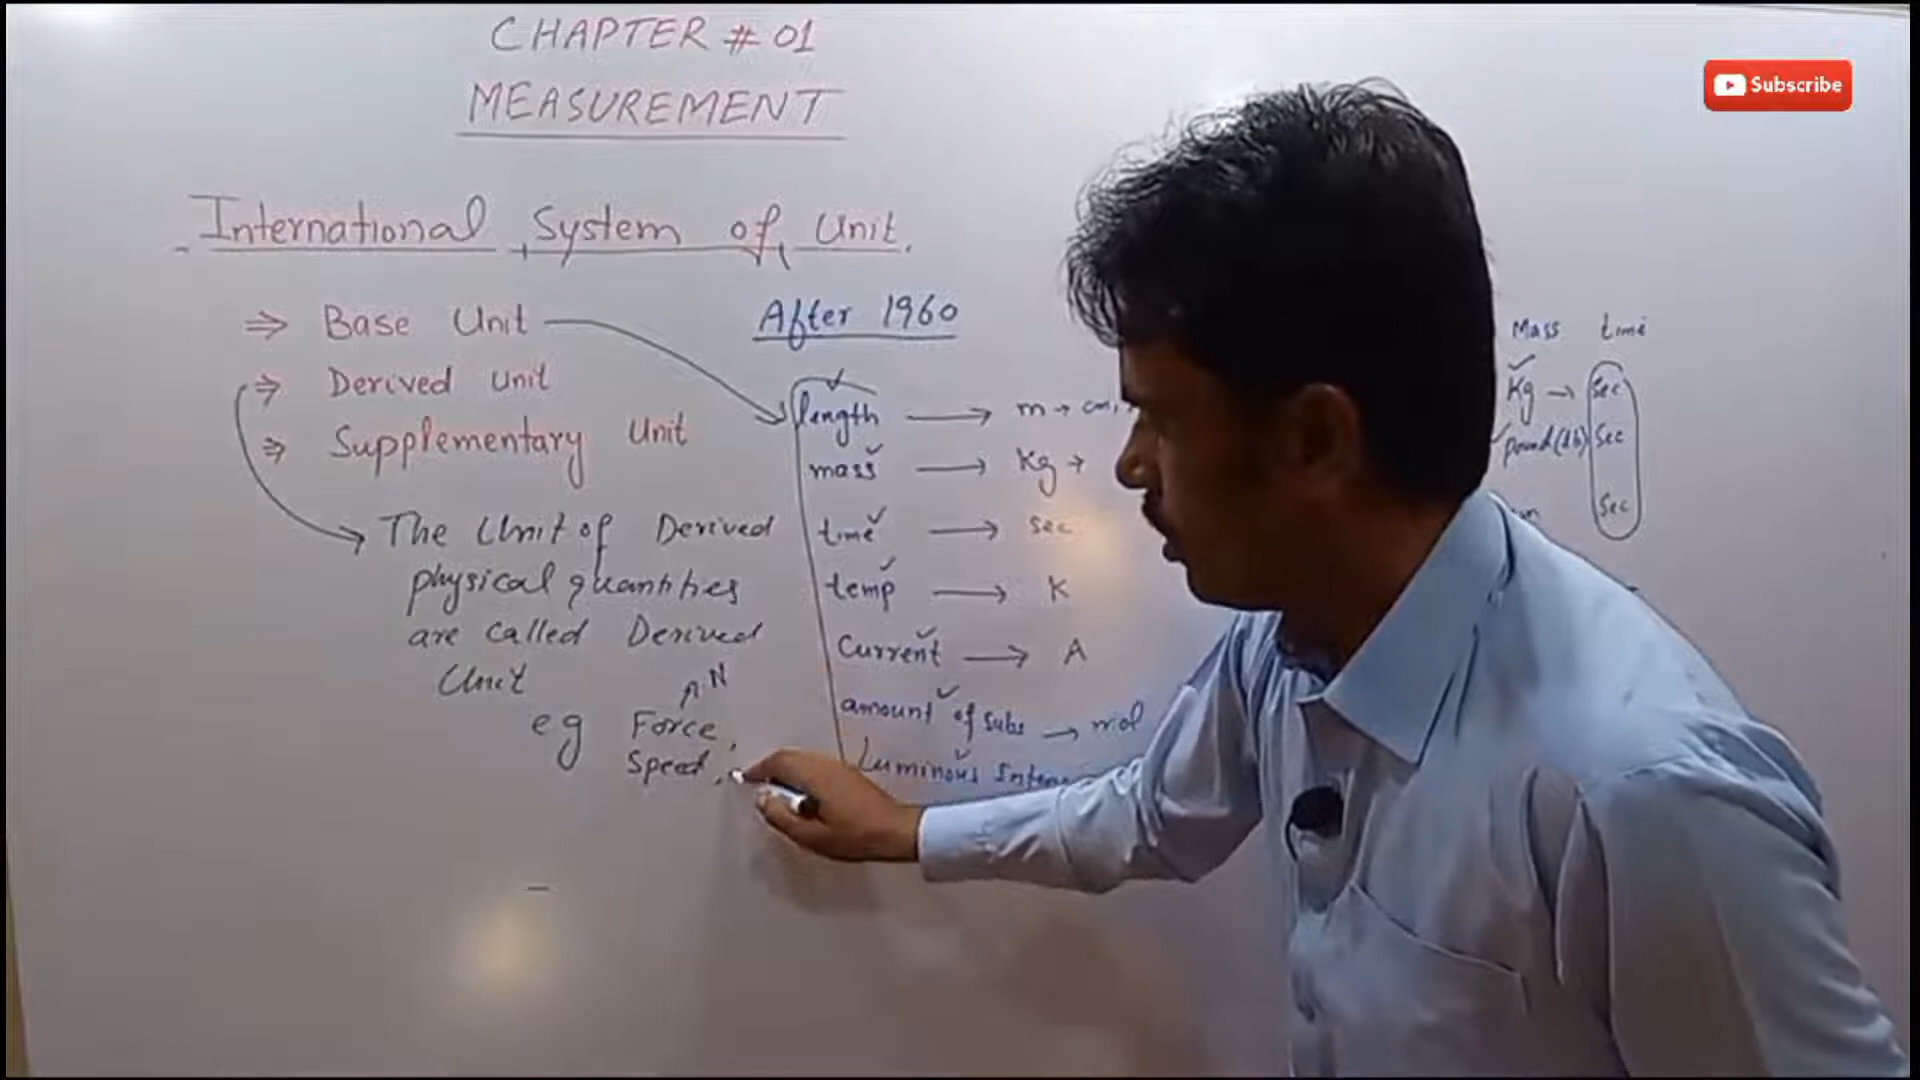 CHAPTER # 01
MEASUREMENT
Subscribe
International System of Unit.
⇒ Base Unit
⇒ Derived Unit
⇒ Supplementary Unit
→ The Unit of Derived
physical quantities
are called Derived
Unit
N
eg Force,
Speed,
After 1960
length → m → cm,
mass → Kg →
time → sec
temp → K
Current → A
amount of subs → mol
Luminous
Mass time
Kg → Sec
pound(lb) Sec
Sec